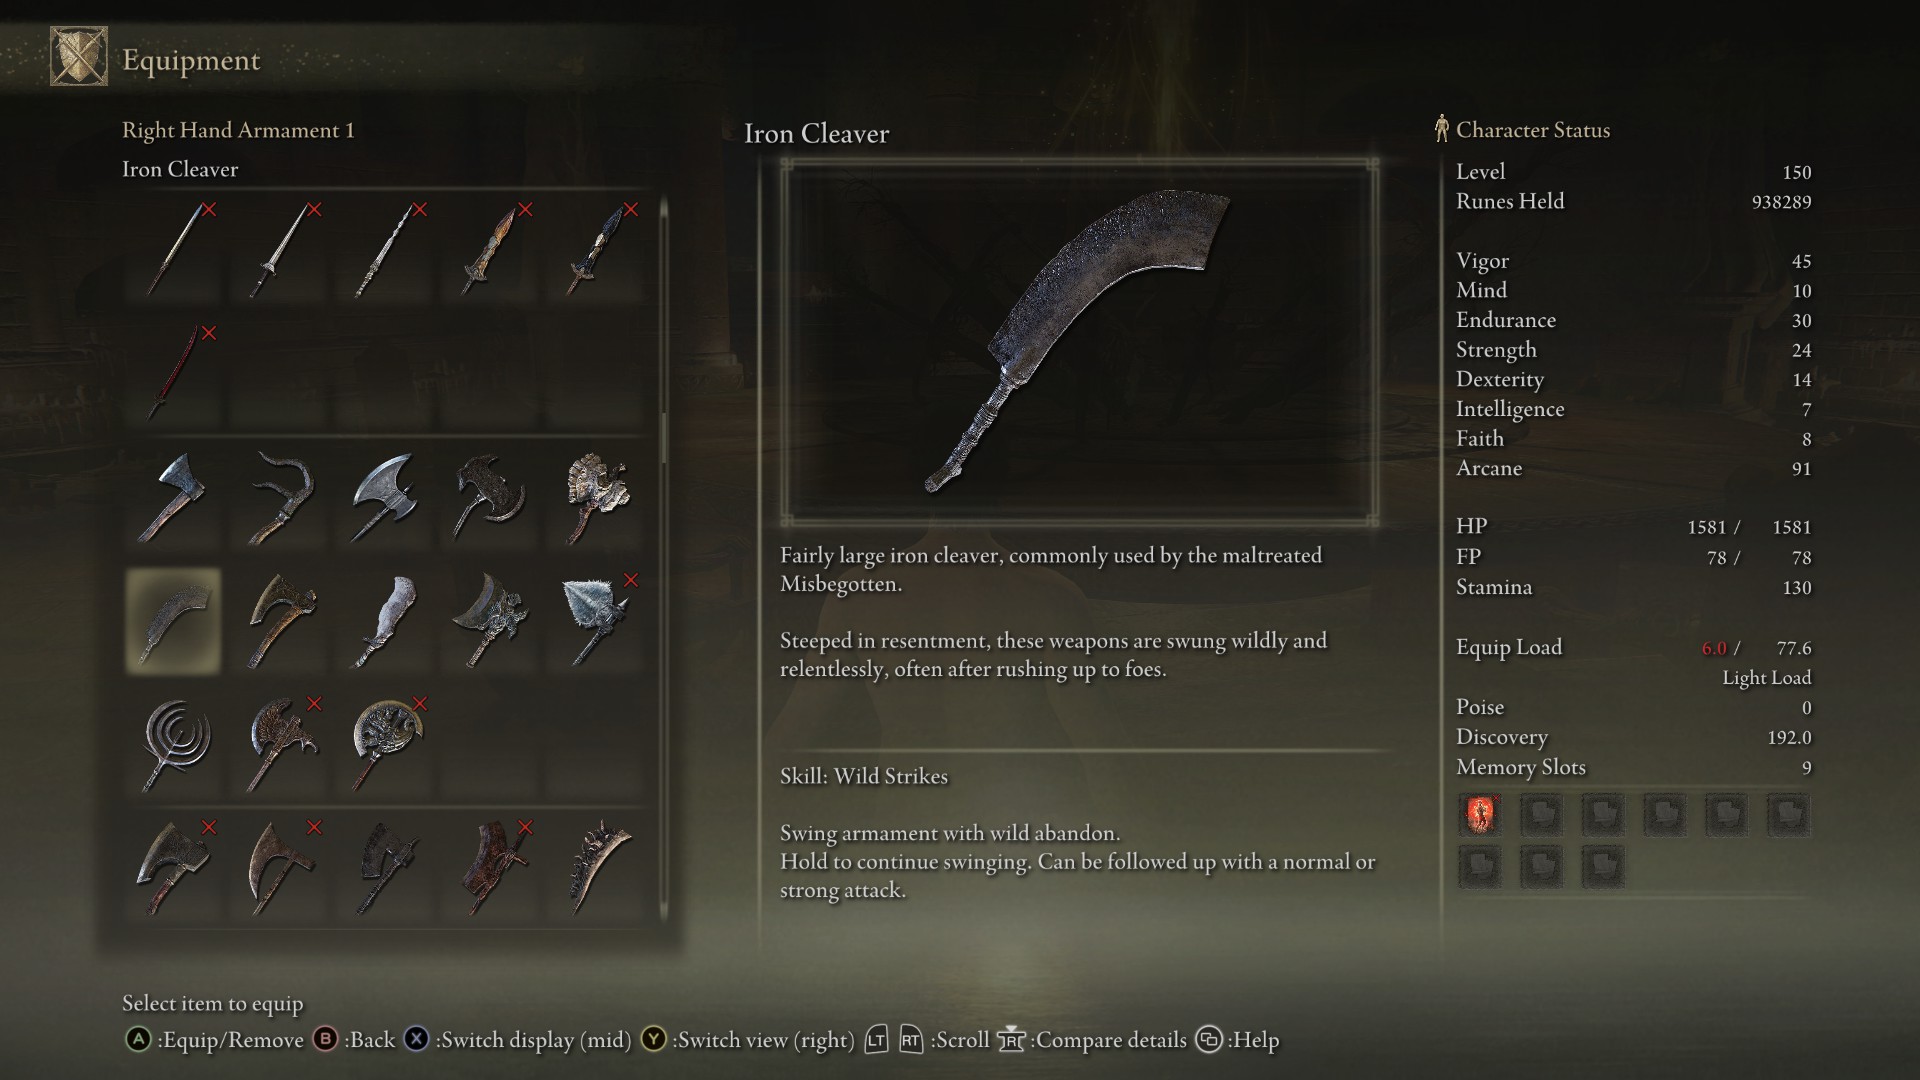 Equipment
Right Hand Armament 1
Iron Cleaver
Iron Cleaver
Fairly large iron cleaver, commonly used by the maltreated
Misbegotten.
Steeped in resentment, these weapons are swung wildly and
relentlessly, often after rushing up to foes.
Skill: Wild Strikes
Swing armament with wild abandon.
Hold to continue swinging. Can be followed up with a normal or
strong attack.
Character Status
Level 150
Runes Held 938289
Vigor 45
Mind 10
Endurance 30
Strength 24
Dexterity 14
Intelligence 7
Faith 8
Arcane 91
HP 1581 / 1581
FP 78 / 78
Stamina 130
Equip Load 6.0 / 77.6
Light Load
Poise 0
Discovery 192.0
Memory Slots 9
Select item to equip
A :Equip/Remove B :Back X :Switch display (mid) Y :Switch view (right) LT RT :Scroll R :Compare details :Help